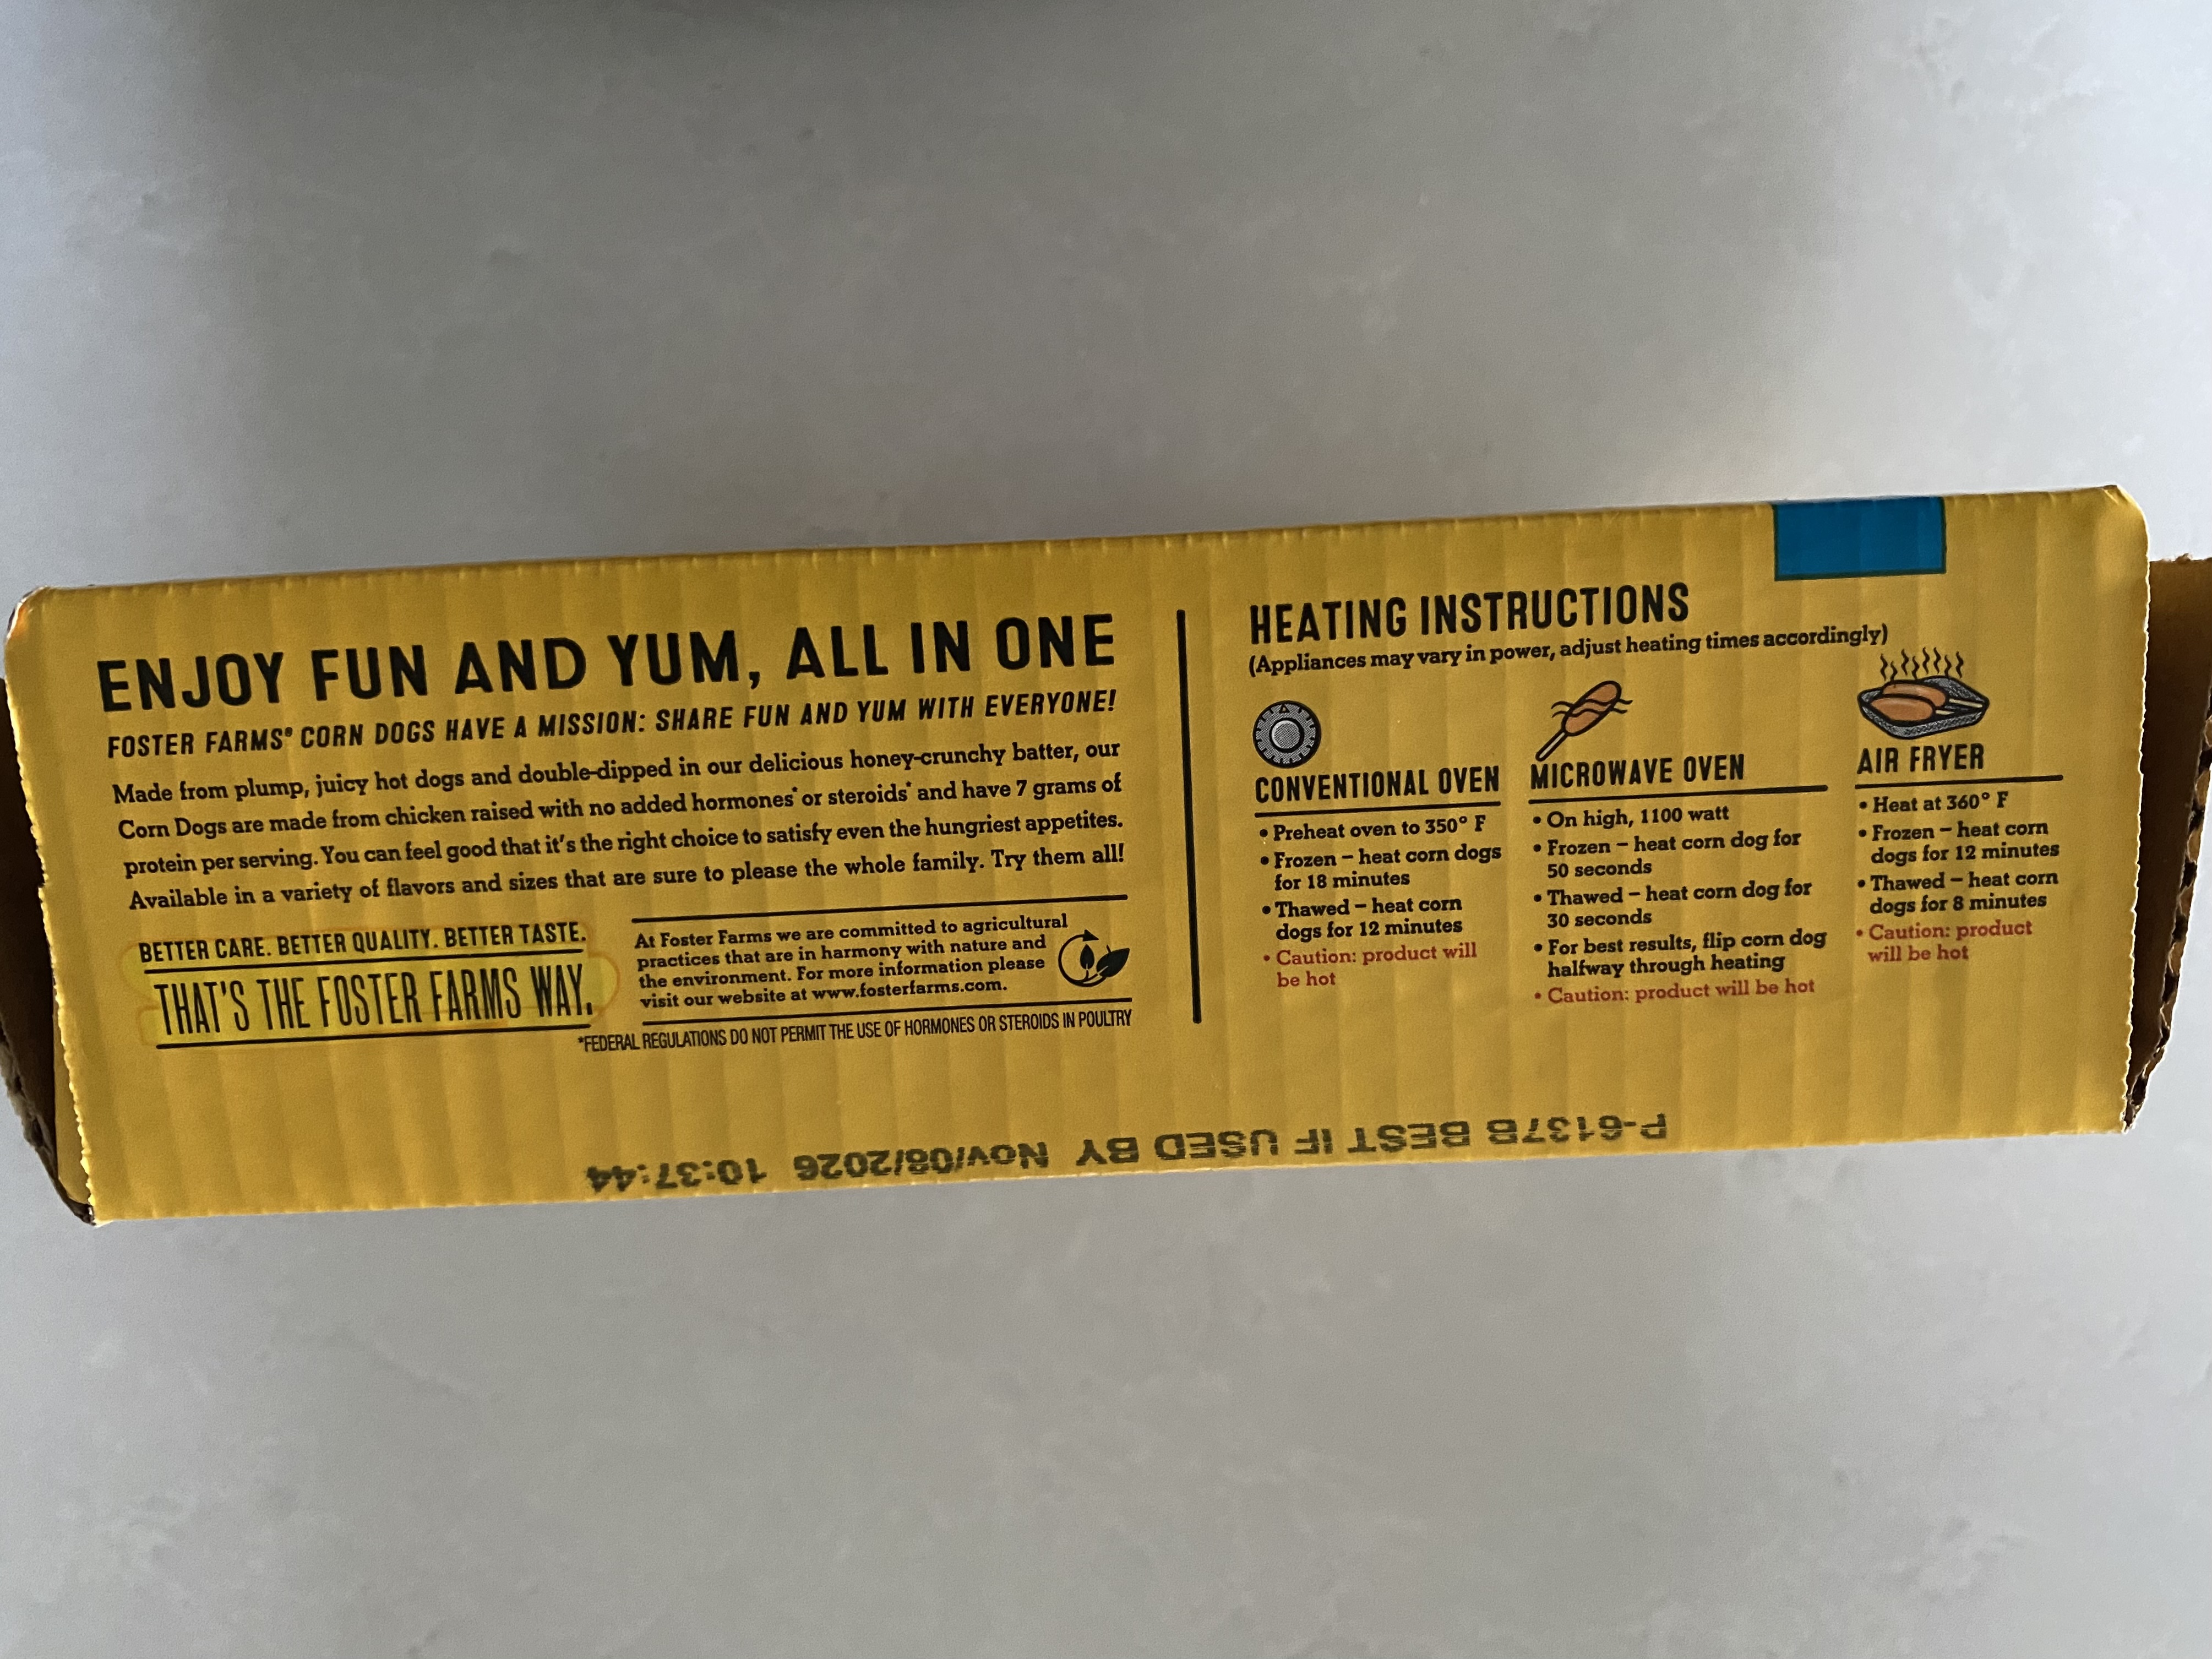 ENJOY FUN AND YUM, ALL IN ONE
FOSTER FARMS® CORN DOGS HAVE A MISSION: SHARE FUN AND YUM WITH EVERYONE!
Made from plump, juicy hot dogs and double-dipped in our delicious honey-crunchy batter, our
Corn Dogs are made from chicken raised with no added hormones* or steroids* and have 7 grams of
protein per serving. You can feel good that it's the right choice to satisfy even the hungriest appetites.
Available in a variety of flavors and sizes that are sure to please the whole family. Try them all!
BETTER CARE. BETTER QUALITY. BETTER TASTE.
THAT'S THE FOSTER FARMS WAY.
At Foster Farms we are committed to agricultural
practices that are in harmony with nature and
the environment. For more information please
visit our website at www.fosterfarms.com.
*FEDERAL REGULATIONS DO NOT PERMIT THE USE OF HORMONES OR STEROIDS IN POULTRY
HEATING INSTRUCTIONS
(Appliances may vary in power, adjust heating times accordingly)
CONVENTIONAL OVEN
• Preheat oven to 350° F
• Frozen – heat corn dogs
for 18 minutes
• Thawed – heat corn
dogs for 12 minutes
• Caution: product will
be hot
MICROWAVE OVEN
• On high, 1100 watt
• Frozen – heat corn dog for
50 seconds
• Thawed – heat corn dog for
30 seconds
• For best results, flip corn dog
halfway through heating
• Caution: product will be hot
AIR FRYER
• Heat at 360° F
• Frozen – heat corn
dogs for 12 minutes
• Thawed – heat corn
dogs for 8 minutes
• Caution: product
will be hot
P-6137B BEST IF USED BY Nov/08/2026 10:37:44